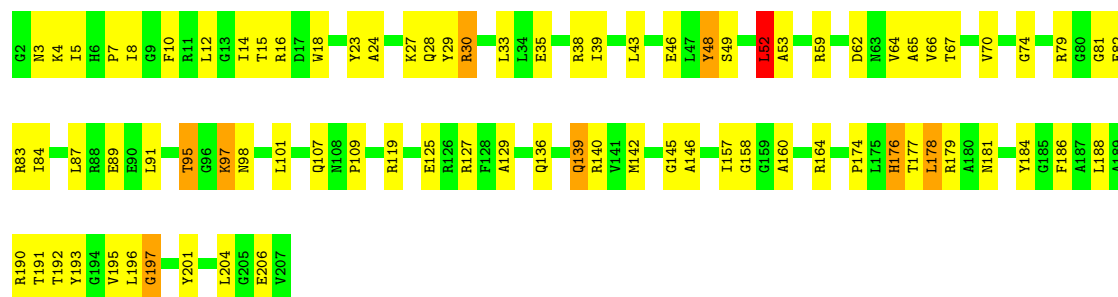 G2 N3 K4 I5 H6 P7 I8 G9 F10 R11 L12 G13 I14 T15 R16 D17 W18 Y23 A24 K27 Q28 Y29 R30 L33 L34 E35 R38 I39 L43 E46 L47 Y48 S49 L52 A53 R59 D62 N63 V64 A65 V66 T67 V70 G74 R79 G80 G81 E82
R83 I84 L87 R88 E89 E90 L91 T95 G96 K97 N98 L101 Q107 N108 P109 R119 E125 R126 R127 F128 A129 Q136 Q139 R140 V141 M142 G145 A146 I157 G158 G159 A160 R164 P174 L175 H176 T177 L178 R179 A180 N181 Y184 G185 F186 A187 L188 A189
R190 T191 T192 Y193 G194 V195 L196 G197 Y201 L204 G205 E206 V207